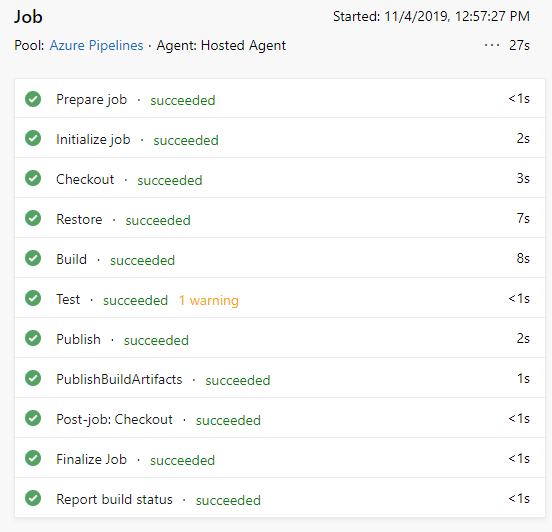 Job Started: 11/4/2019, 12:57:27 PM
Pool: Azure Pipelines · Agent: Hosted Agent ··· 27s
Prepare job · succeeded <1s
Initialize job · succeeded 2s
Checkout · succeeded 3s
Restore · succeeded 7s
Build · succeeded 8s
Test · succeeded 1 warning <1s
Publish · succeeded 2s
PublishBuildArtifacts · succeeded 1s
Post-job: Checkout · succeeded <1s
Finalize Job · succeeded <1s
Report build status · succeeded <1s